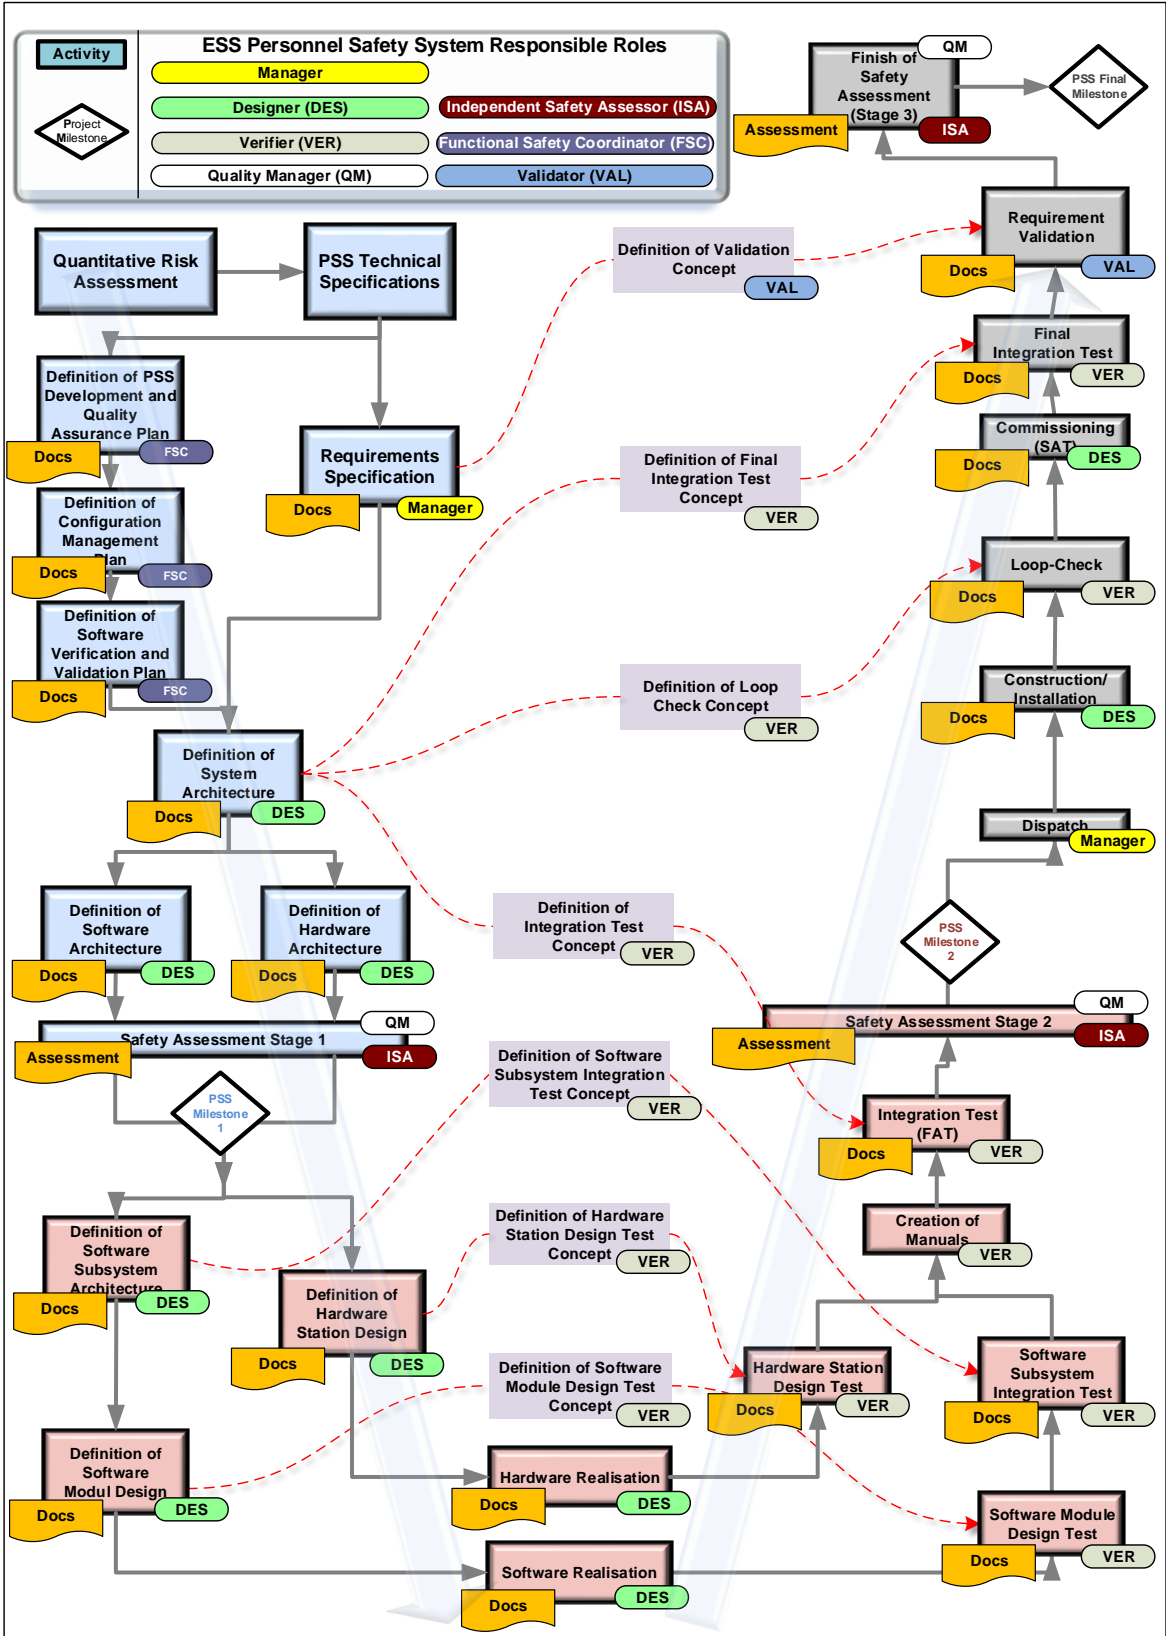 ESS Personnel Safety System Responsible Roles
Activity
Project
Milestone
Manager
Designer (DES)
Independent Safety Assessor (ISA)
Verifier (VER)
Functional Safety Coordinator (FSC)
Quality Manager (QM)
Validator (VAL)
QM
Finish of
Safety
Assessment
(Stage 3)
Assessment
ISA
PSS Final
Milestone
Quantitative Risk
Assessment
PSS Technical
Specifications
Definition of Validation
Concept
VAL
Requirement
Validation
Docs
VAL
Definition of PSS
Development and
Quality
Assurance Plan
Docs
FSC
Requirements
Specification
Docs
Manager
Definition of Final
Integration Test
Concept
VER
Final
Integration Test
Docs
VER
Commissioning
(SAT)
Docs
DES
Definition of
Configuration
Management
Plan
Docs
FSC
Loop-Check
Docs
VER
Definition of
Software
Verification and
Validation Plan
Docs
FSC
Definition of Loop
Check Concept
VER
Construction/
Installation
Docs
DES
Definition of
System
Architecture
Docs
DES
Dispatch
Manager
Definition of
Software
Architecture
Docs
DES
Definition of
Hardware
Architecture
Docs
DES
Definition of
Integration Test
Concept
VER
PSS
Milestone
2
Safety Assessment Stage 1
QM
Assessment
ISA
Safety Assessment Stage 2
QM
Assessment
ISA
PSS
Milestone
1
Definition of Software
Subsystem Integration
Test Concept
VER
Integration Test
(FAT)
Docs
VER
Definition of
Software
Subsystem
Architecture
Docs
DES
Definition of Hardware
Station Design Test
Concept
VER
Creation of
Manuals
VER
Definition of
Hardware
Station Design
Docs
DES
Definition of Software
Module Design Test
Concept
VER
Hardware Station
Design Test
Docs
VER
Software
Subsystem
Integration Test
Docs
VER
Definition of
Software
Modul Design
Docs
DES
Hardware Realisation
Docs
DES
Software Module
Design Test
Docs
VER
Software Realisation
Docs
DES